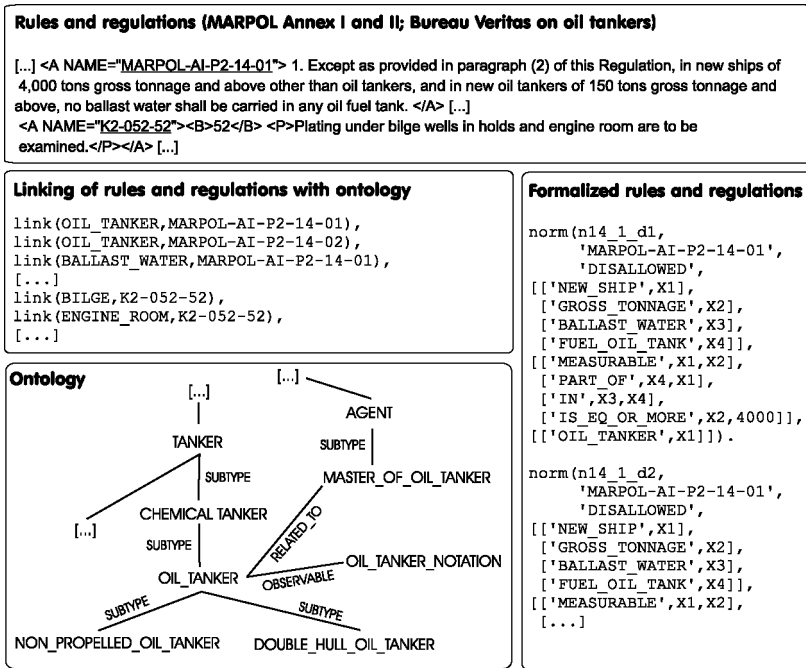 Rules and regulations (MARPOL Annex I and II; Bureau Veritas on oil tankers)
[...] <A NAME="MARPOL-AI-P2-14-01"> 1. Except as provided in paragraph (2) of this Regulation, in new ships of
4,000 tons gross tonnage and above other than oil tankers, and in new oil tankers of 150 tons gross tonnage and
above, no ballast water shall be carried in any oil fuel tank. </A> [...]
<A NAME="K2-052-52"><B>52</B> <P>Plating under bilge wells in holds and engine room are to be
examined.</P></A> [...]
Linking of rules and regulations with ontology
link(OIL_TANKER,MARPOL-AI-P2-14-01),
link(OIL_TANKER,MARPOL-AI-P2-14-02),
link(BALLAST_WATER,MARPOL-AI-P2-14-01),
[...]
link(BILGE,K2-052-52),
link(ENGINE_ROOM,K2-052-52),
[...]
Ontology
[...]
[...]
AGENT
TANKER
SUBTYPE
SUBTYPE
MASTER_OF_OIL_TANKER
[...]
CHEMICAL TANKER
SUBTYPE
RELATED_TO
OIL_TANKER_NOTATION
OIL_TANKER
OBSERVABLE
SUBTYPE
SUBTYPE
NON_PROPELLED_OIL_TANKER
DOUBLE_HULL_OIL_TANKER
Formalized rules and regulations
norm(n14_1_d1,
'MARPOL-AI-P2-14-01',
'DISALLOWED',
[['NEW_SHIP',X1],
['GROSS_TONNAGE',X2],
['BALLAST_WATER',X3],
['FUEL_OIL_TANK',X4]],
[['MEASURABLE',X1,X2],
['PART_OF',X4,X1],
['IN',X3,X4],
['IS_EQ_OR_MORE',X2,4000]],
[['OIL_TANKER',X1]]).
norm(n14_1_d2,
'MARPOL-AI-P2-14-01',
'DISALLOWED',
[['NEW_SHIP',X1],
['GROSS_TONNAGE',X2],
['BALLAST_WATER',X3],
['FUEL_OIL_TANK',X4]],
[['MEASURABLE',X1,X2],
[...]